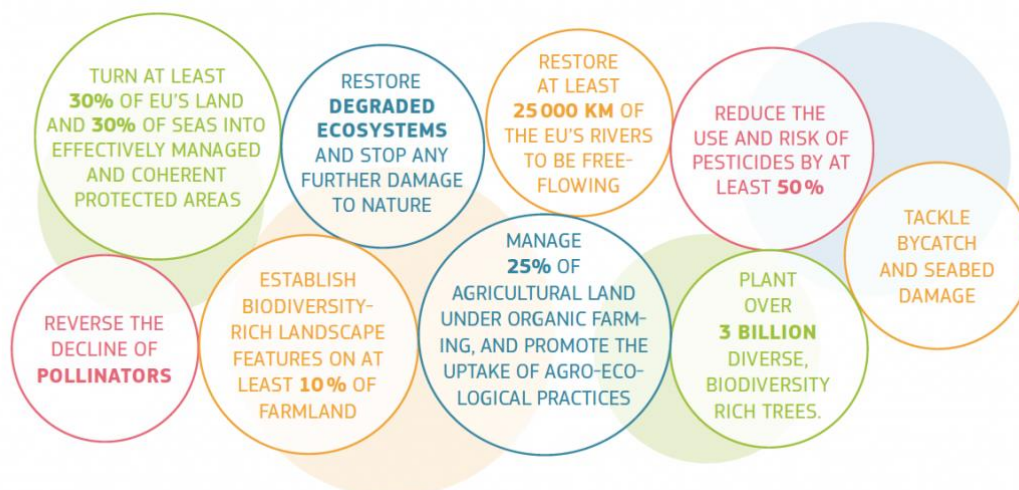 TURN AT LEAST
30% OF EU'S LAND
AND 30% OF SEAS INTO
EFFECTIVELY MANAGED
AND COHERENT
PROTECTED AREAS
RESTORE
DEGRADED
ECOSYSTEMS
AND STOP ANY
FURTHER DAMAGE
TO NATURE
RESTORE
AT LEAST
25 000 KM OF
THE EU'S RIVERS
TO BE FREE-
FLOWING
REDUCE THE
USE AND RISK OF
PESTICIDES BY AT
LEAST 50%
TACKLE
BYCATCH
AND SEABED
DAMAGE
REVERSE THE
DECLINE OF
POLLINATORS
ESTABLISH
BIODIVERSITY-
RICH LANDSCAPE
FEATURES ON AT
LEAST 10% OF
FARMLAND
MANAGE
25% OF
AGRICULTURAL LAND
UNDER ORGANIC FARM-
ING, AND PROMOTE THE
UPTAKE OF AGRO-ECO-
LOGICAL PRACTICES
PLANT
OVER
3 BILLION
DIVERSE,
BIODIVERSITY
RICH TREES.